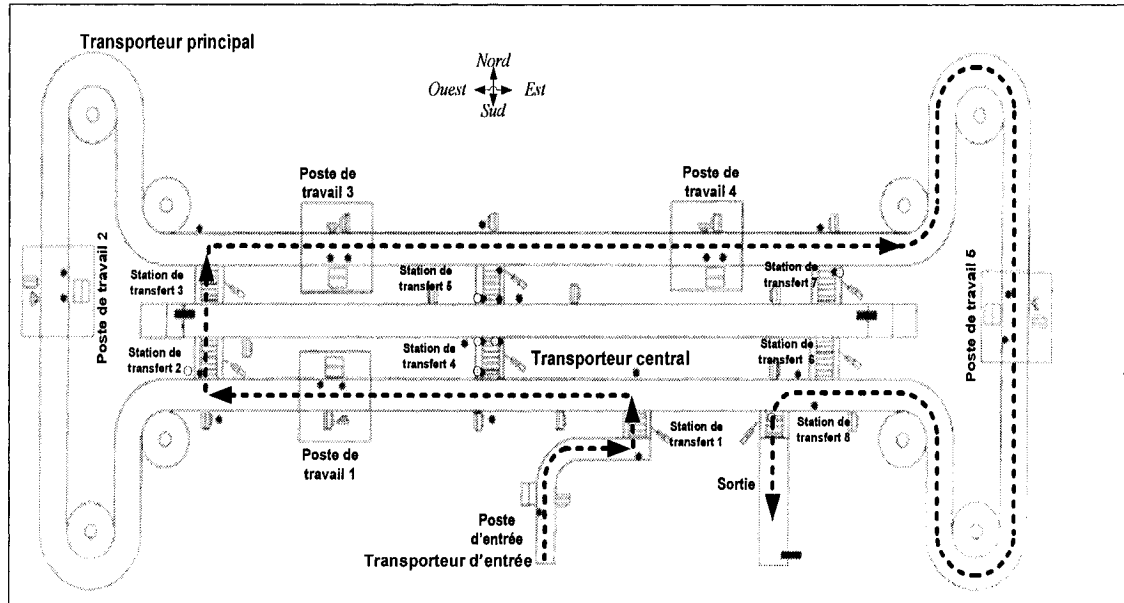 Transporteur principal
Nord
Ouest
Est
Sud
Poste de
travail 3
Poste de
travail 4
Poste de travail 2
Station de
transfert 3
Station de
transfert 5
Station de
transfert 7
Poste de travail 5
Station de
transfert 2
Station de
transfert 4
Transporteur central
Station de
transfert 6
Station de
transfert 1
Station de
transfert 8
Poste de
travail 1
Sortie
Poste
d'entrée
Transporteur d'entrée